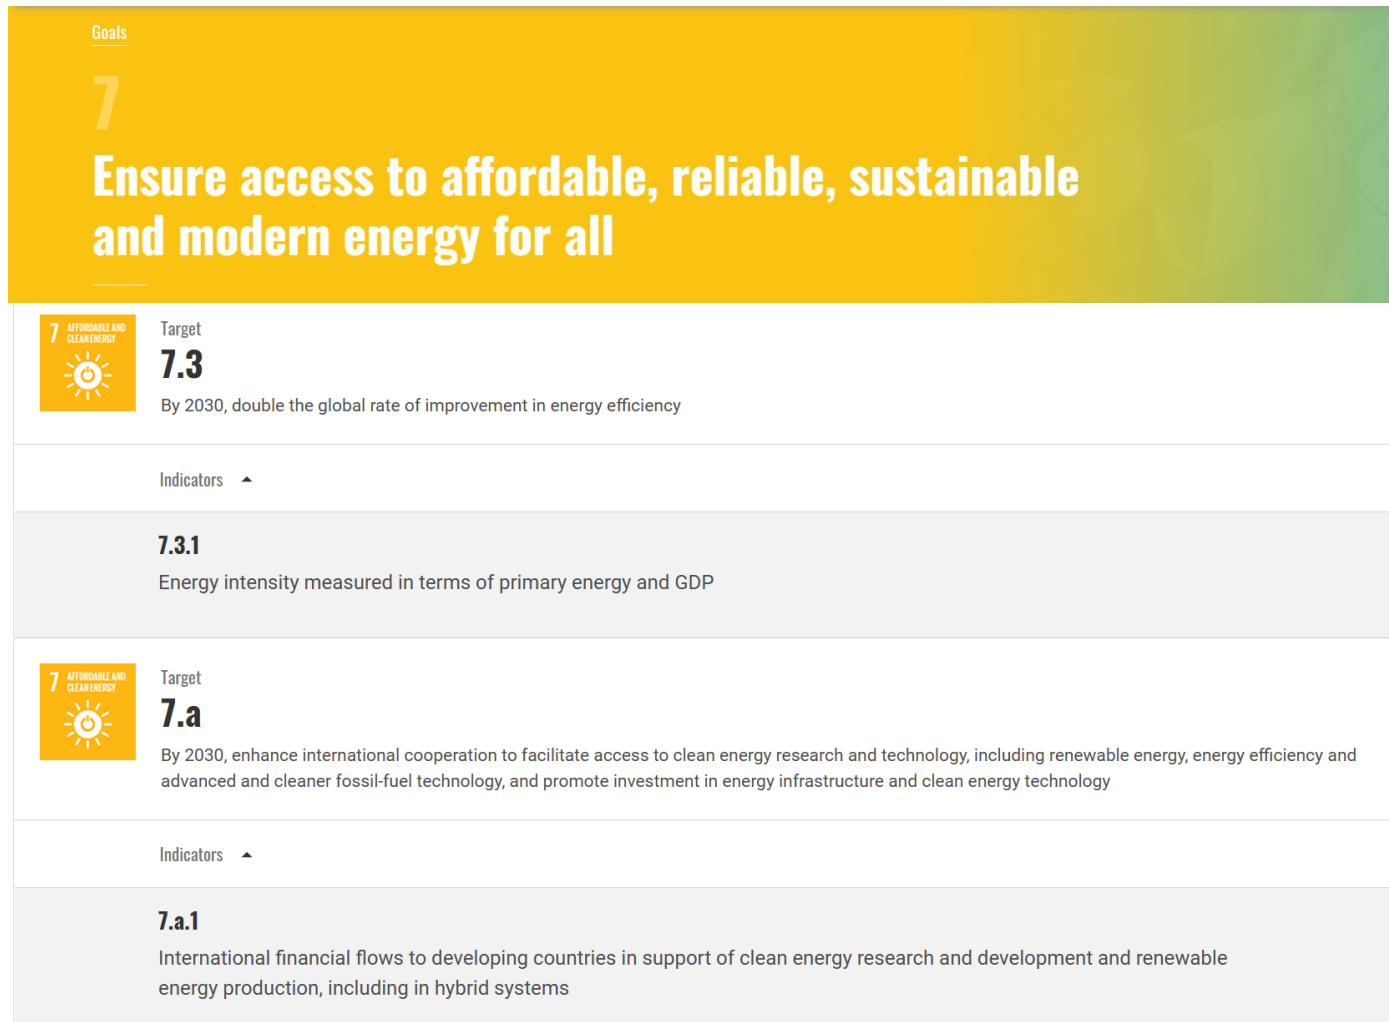 Goals
7
Ensure access to affordable, reliable, sustainable
and modern energy for all
7 AFFORDABLE AND
CLEAN ENERGY
Target
7.3
By 2030, double the global rate of improvement in energy efficiency
Indicators
7.3.1
Energy intensity measured in terms of primary energy and GDP
7 AFFORDABLE AND
CLEAN ENERGY
Target
7.a
By 2030, enhance international cooperation to facilitate access to clean energy research and technology, including renewable energy, energy efficiency and
advanced and cleaner fossil-fuel technology, and promote investment in energy infrastructure and clean energy technology
Indicators
7.a.1
International financial flows to developing countries in support of clean energy research and development and renewable
energy production, including in hybrid systems